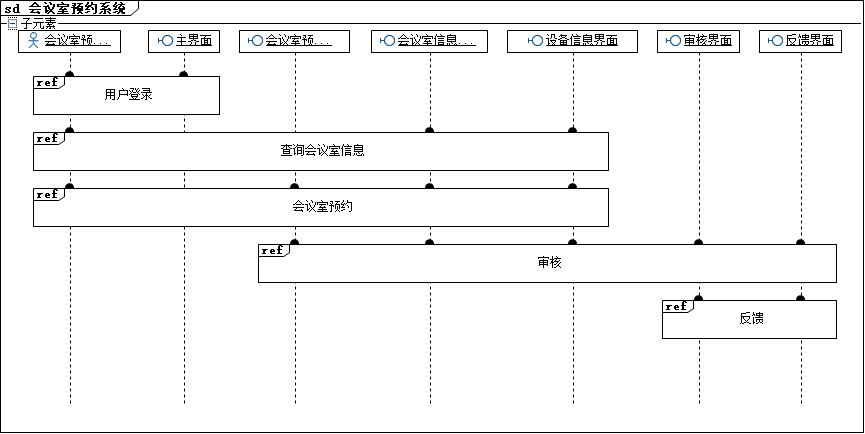 sd 会议室预约系统
子元素
会议室预...
主界面
会议室预...
会议室信息...
设备信息界面
审核界面
反馈界面
ref
用户登录
ref
查询会议室信息
ref
会议室预约
ref
审核
ref
反馈